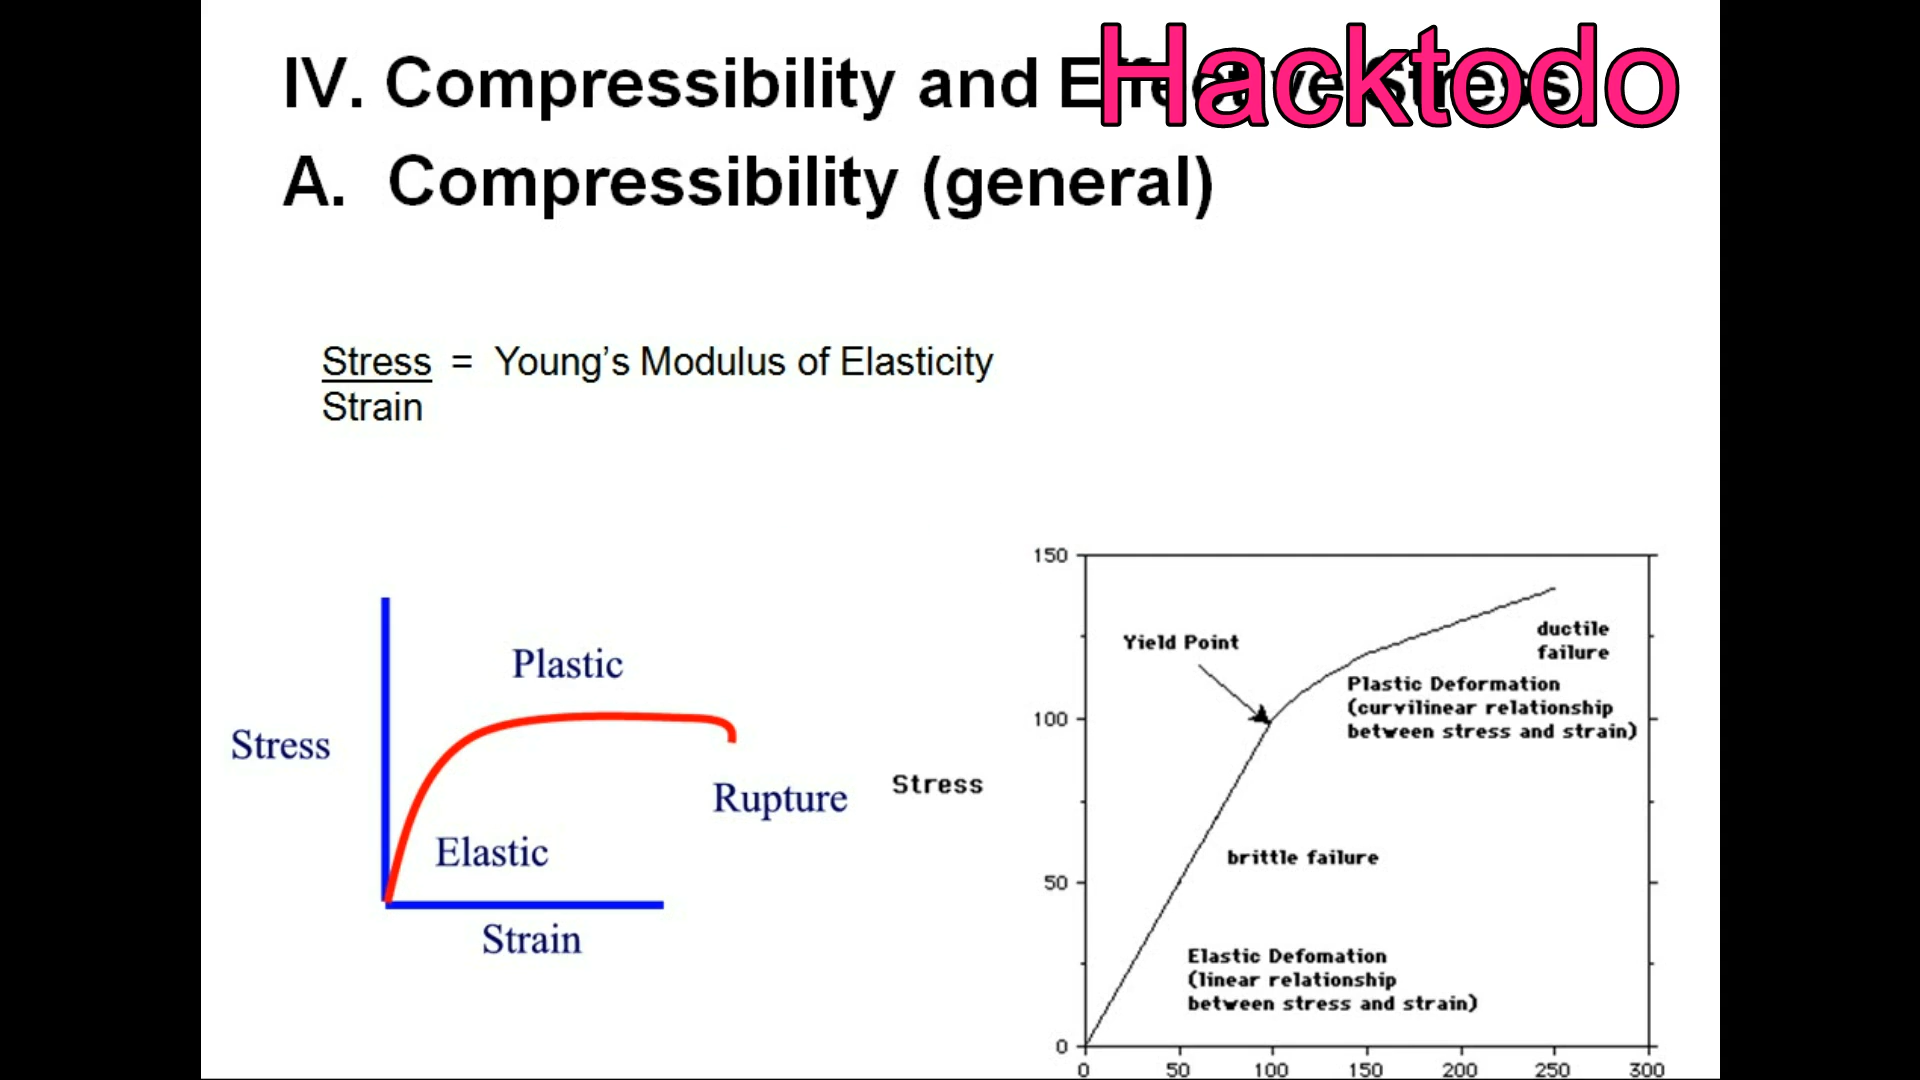 IV. Compressibility and Effective Stress
Hacktodo
A. Compressibility (general)
Stress = Young's Modulus of Elasticity
Strain
Plastic
Stress
Rupture
Elastic
Strain
150
100
50
0
Stress
Yield Point
ductile
failure
Plastic Deformation
(curvilinear relationship
between stress and strain)
brittle failure
Elastic Defomation
(linear relationship
between stress and strain)
0 50 100 150 200 250 300